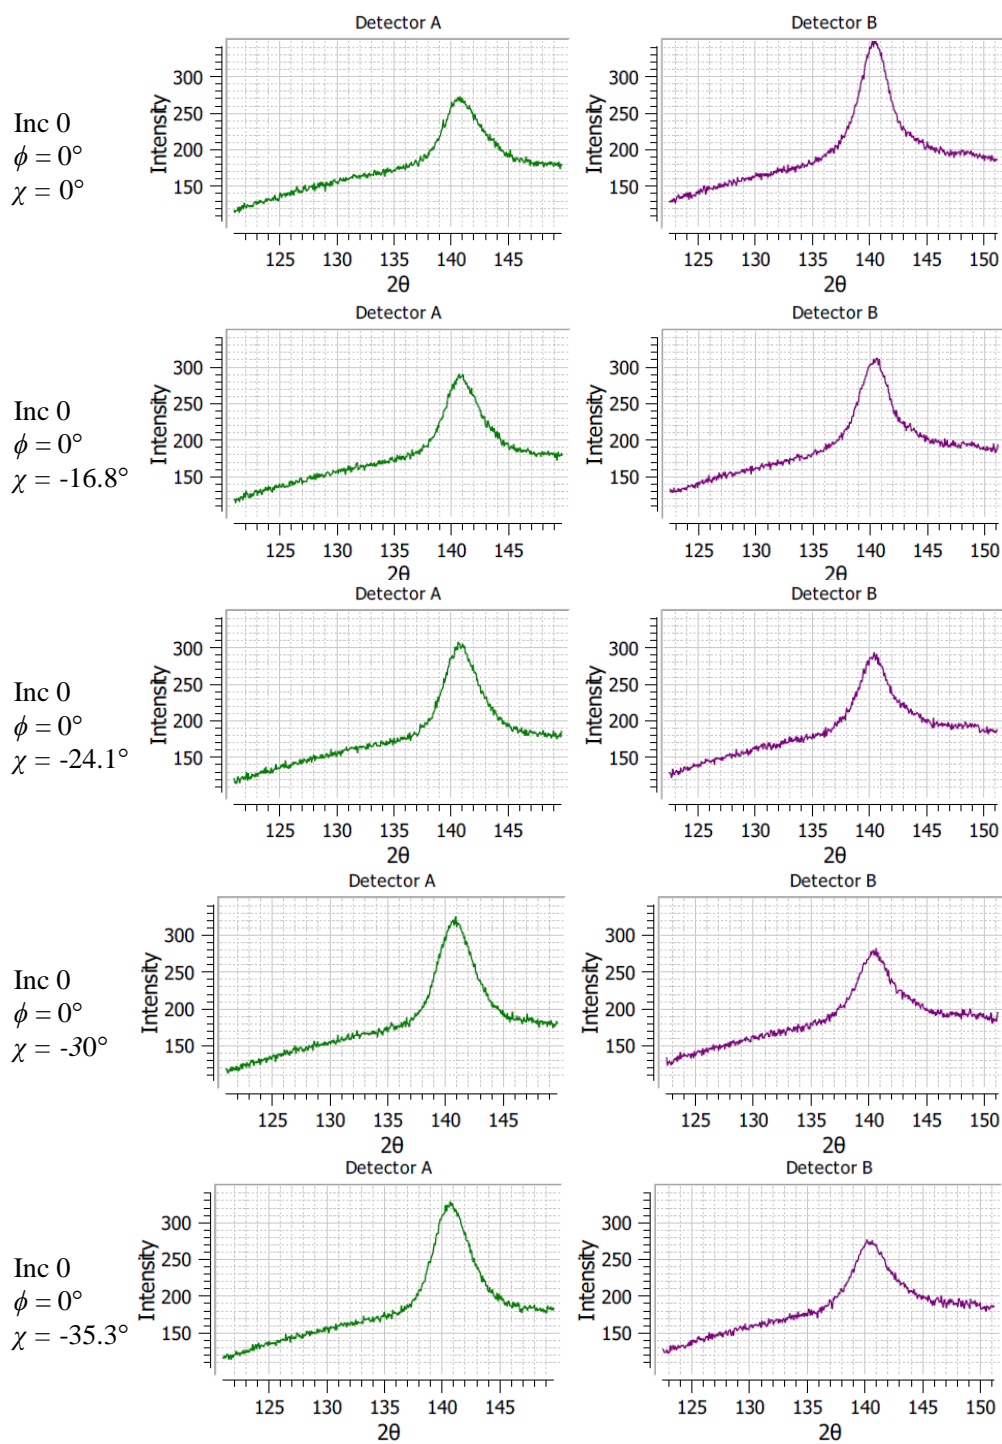 Detector A
Detector B
Inc 0
ϕ = 0°
χ = 0°
Intensity
300
250
200
150
125 130 135 140 145
2θ
Intensity
300
250
200
150
125 130 135 140 145 150
2θ
Detector A
Detector B
Inc 0
ϕ = 0°
χ = -16.8°
Intensity
300
250
200
150
125 130 135 140 145
2θ
Intensity
300
250
200
150
125 130 135 140 145 150
2θ
Detector A
Detector B
Inc 0
ϕ = 0°
χ = -24.1°
Intensity
300
250
200
150
125 130 135 140 145
2θ
Intensity
300
250
200
150
125 130 135 140 145 150
2θ
Detector A
Detector B
Inc 0
ϕ = 0°
χ = -30°
Intensity
300
250
200
150
125 130 135 140 145
2θ
Intensity
300
250
200
150
125 130 135 140 145 150
2θ
Detector A
Detector B
Inc 0
ϕ = 0°
χ = -35.3°
Intensity
300
250
200
150
125 130 135 140 145
2θ
Intensity
300
250
200
150
125 130 135 140 145 150
2θ